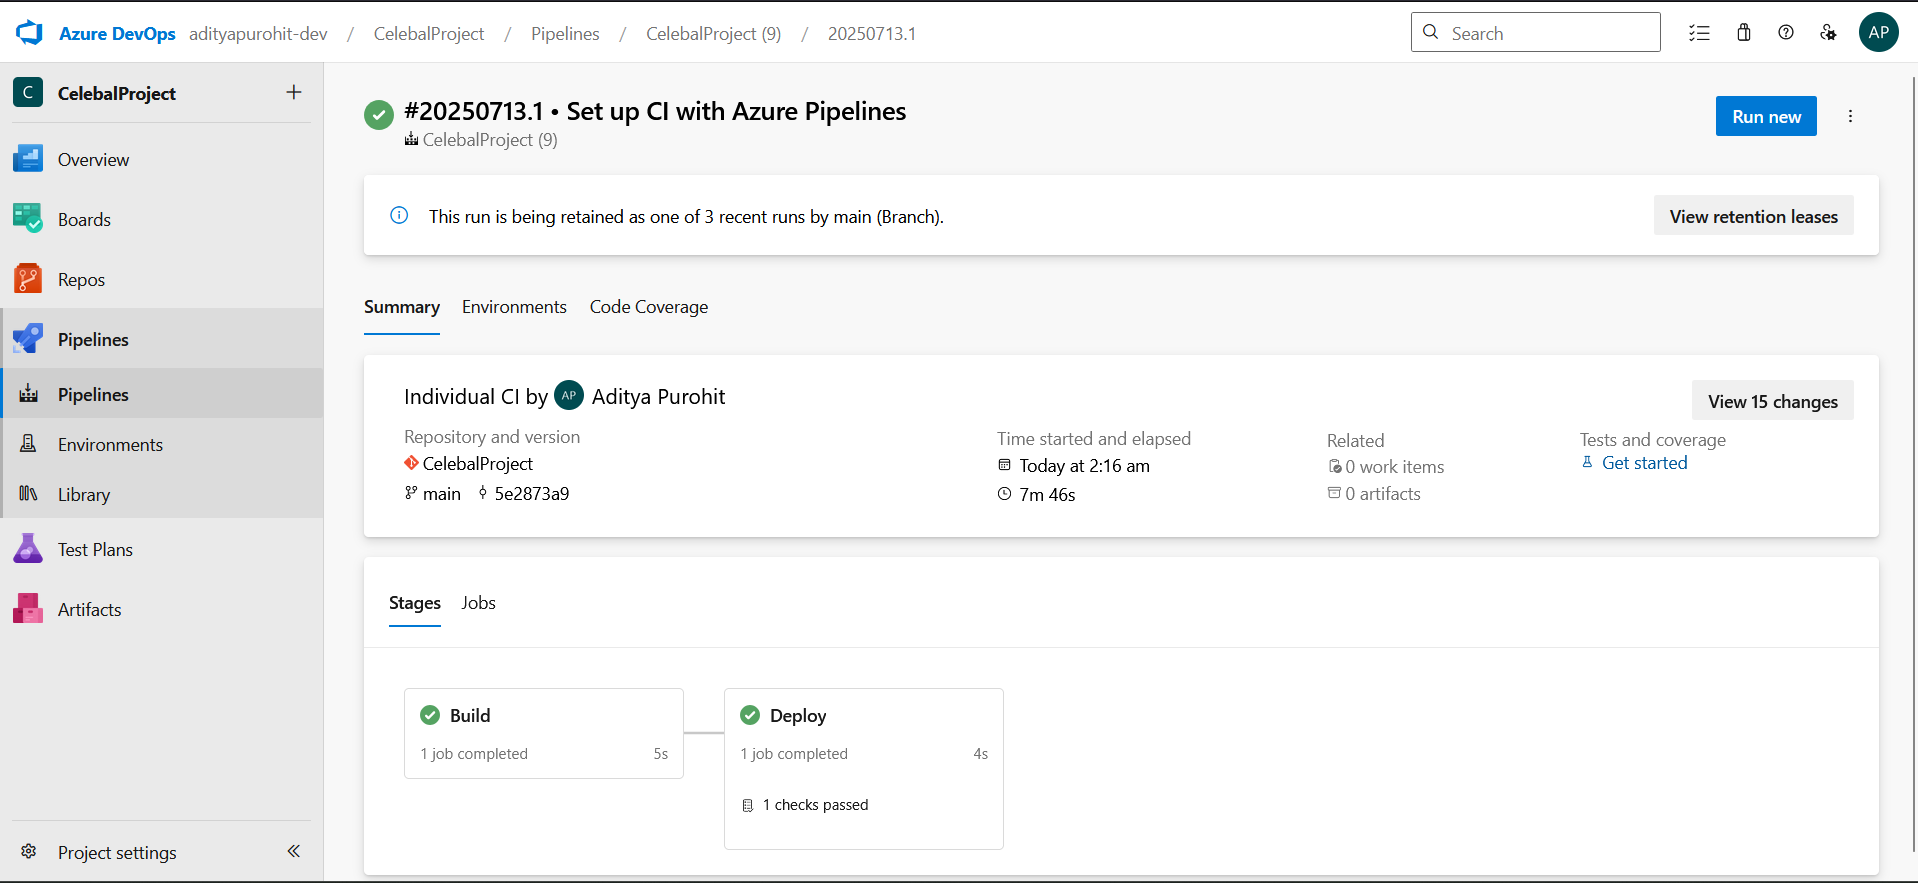 Azure DevOps adityapurohit-dev / CelebalProject / Pipelines / CelebalProject (9) / 20250713.1
Search
AP
C CelebalProject
Overview
Boards
Repos
Pipelines
Pipelines
Environments
Library
Test Plans
Artifacts
Project settings
#20250713.1 • Set up CI with Azure Pipelines
CelebalProject (9)
Run new
This run is being retained as one of 3 recent runs by main (Branch).
View retention leases
Summary Environments Code Coverage
Individual CI by AP Aditya Purohit
View 15 changes
Repository and version
CelebalProject
main 5e2873a9
Time started and elapsed
Today at 2:16 am
7m 46s
Related
0 work items
0 artifacts
Tests and coverage
Get started
Stages Jobs
Build
1 job completed 5s
Deploy
1 job completed 4s
1 checks passed